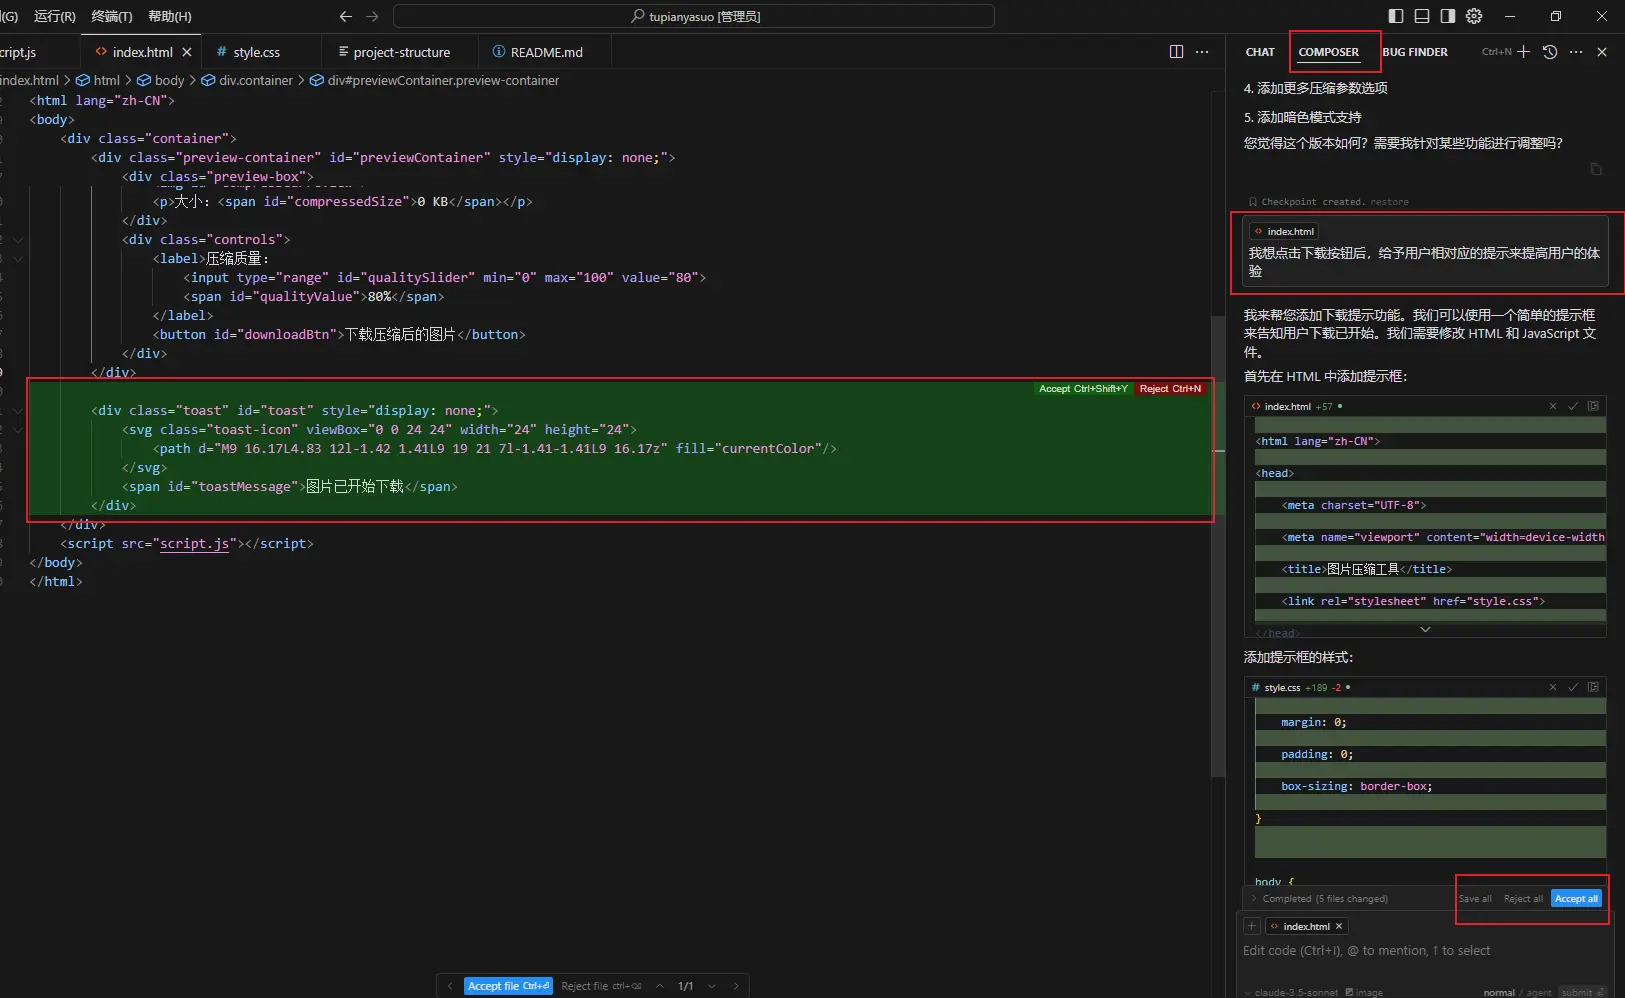 (G) 运行(R) 终端(T) 帮助(H)
tupianyasuo [管理员]
cript.js
index.html
# style.css
project-structure
README.md
index.html > html > body > div.container > div#previewContainer.preview-container
<html lang="zh-CN">
<body>
<div class="container">
<div class="preview-container" id="previewContainer" style="display: none;">
<div class="preview-box">
<p>大小: <span id="compressedSize">0 KB</span></p>
</div>
<div class="controls">
<label>压缩质量:
<input type="range" id="qualitySlider" min="0" max="100" value="80">
<span id="qualityValue">80%</span>
</label>
<button id="downloadBtn">下载压缩后的图片</button>
</div>
</div>
Accept Ctrl+Shift+Y Reject Ctrl+N
<div class="toast" id="toast" style="display: none;">
<svg class="toast-icon" viewBox="0 0 24 24" width="24" height="24">
<path d="M9 16.17L4.83 12l-1.42 1.41L9 19 21 7l-1.41-1.41L9 16.17z" fill="currentColor"/>
</svg>
<span id="toastMessage">图片已开始下载</span>
</div>
</div>
<script src="script.js"></script>
</body>
</html>
Accept file Ctrl+⏎ Reject file ctrl+⌫ 1/1
CHAT COMPOSER BUG FINDER Ctrl+N
4. 添加更多压缩参数选项
5. 添加暗色模式支持
您觉得这个版本如何？需要我针对某些功能进行调整吗？
Checkpoint created. restore
index.html
我想点击下载按钮后，给予用户相对应的提示来提高用户的体
验
我来帮您添加下载提示功能。我们可以使用一个简单的提示框
来告知用户下载已开始。我们需要修改 HTML 和 JavaScript 文
件。
首先在 HTML 中添加提示框：
index.html +57
<html lang="zh-CN">
<head>
<meta charset="UTF-8">
<meta name="viewport" content="width=device-width
<title>图片压缩工具</title>
<link rel="stylesheet" href="style.css">
</head>
添加提示框的样式：
# style.css +189 -2
margin: 0;
padding: 0;
box-sizing: border-box;
}
body {
Completed (5 files changed)
Save all Reject all Accept all
index.html
Edit code (Ctrl+I), @ to mention, ↑ to select
claude-3.5-sonnet image normal / agent submit